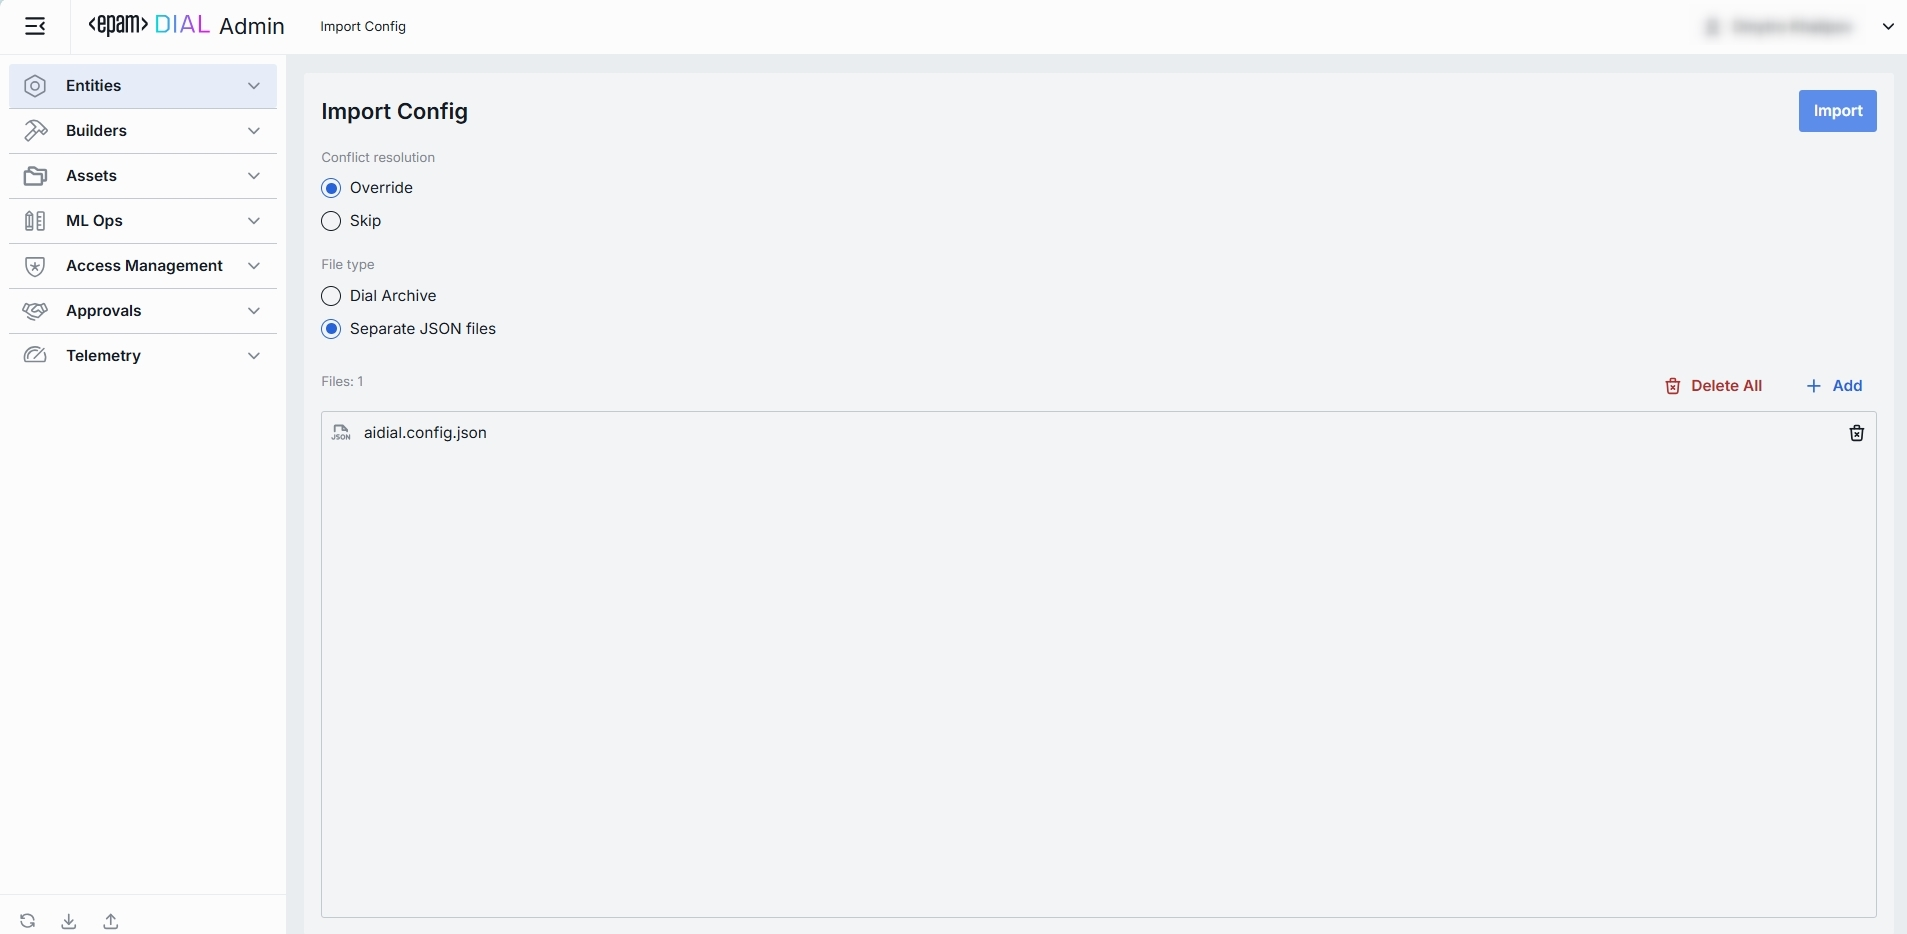 <epam> DIAL Admin
Import Config
Entities
Builders
Assets
ML Ops
Access Management
Approvals
Telemetry
Import Config
Import
Conflict resolution
Override
Skip
File type
Dial Archive
Separate JSON files
Files: 1
Delete All
Add
JSON
aidial.config.json